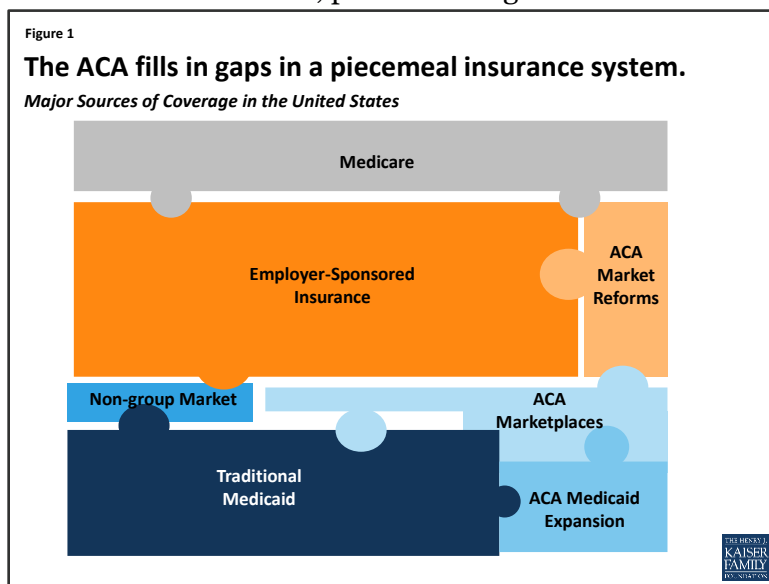 Figure 1
The ACA fills in gaps in a piecemeal insurance system.
Major Sources of Coverage in the United States
Medicare
Employer-Sponsored
Insurance
ACA
Market
Reforms
Non-group Market
ACA
Marketplaces
Traditional
Medicaid
ACA Medicaid
Expansion
THE HENRY J.
KAISER
FAMILY
FOUNDATION